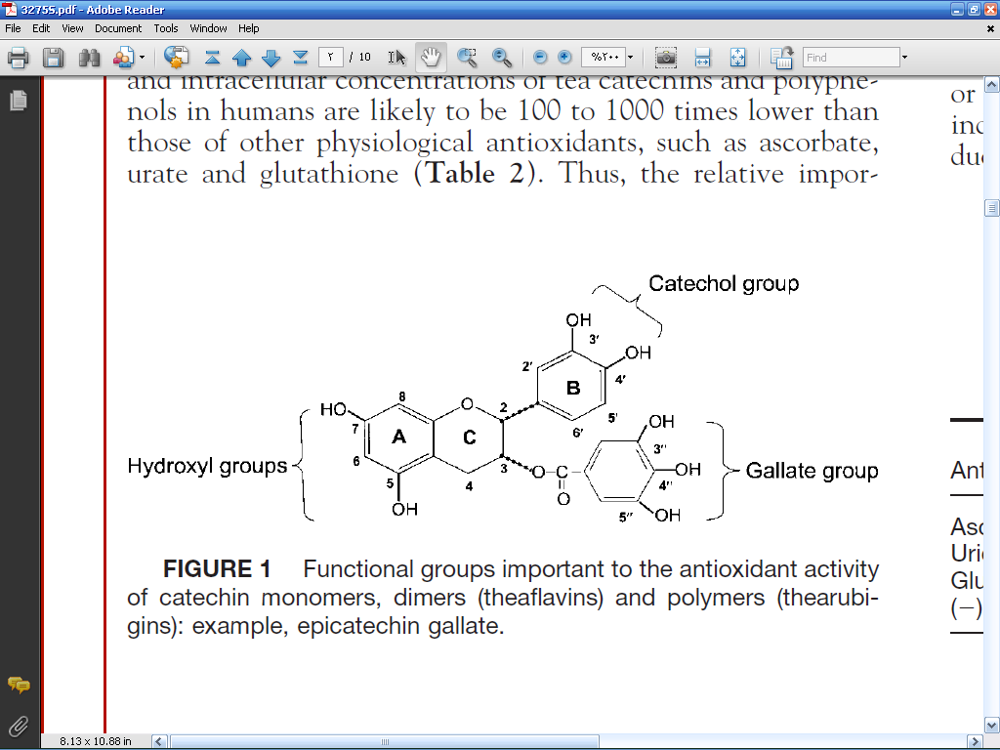 32755.pdf - Adobe Reader
File Edit View Document Tools Window Help
٢ / 10 %٢٠٠ Find
and intracellular concentrations of tea catechins and polyphe-
nols in humans are likely to be 100 to 1000 times lower than
those of other physiological antioxidants, such as ascorbate,
urate and glutathione (Table 2). Thus, the relative impor-
or
inc
duc
Catechol group
OH
3′
OH
2′
4′
B
5′
6′
HO
8
O
2
7
A
C
6
5
4
3
OH
Hydroxyl groups
O
C
O
OH
3″
OH
4″
5″
OH
Gallate group
FIGURE 1 Functional groups important to the antioxidant activity
of catechin monomers, dimers (theaflavins) and polymers (thearubi-
gins): example, epicatechin gallate.
Ant
Asc
Uri
Glu
(−)
8.13 x 10.88 in